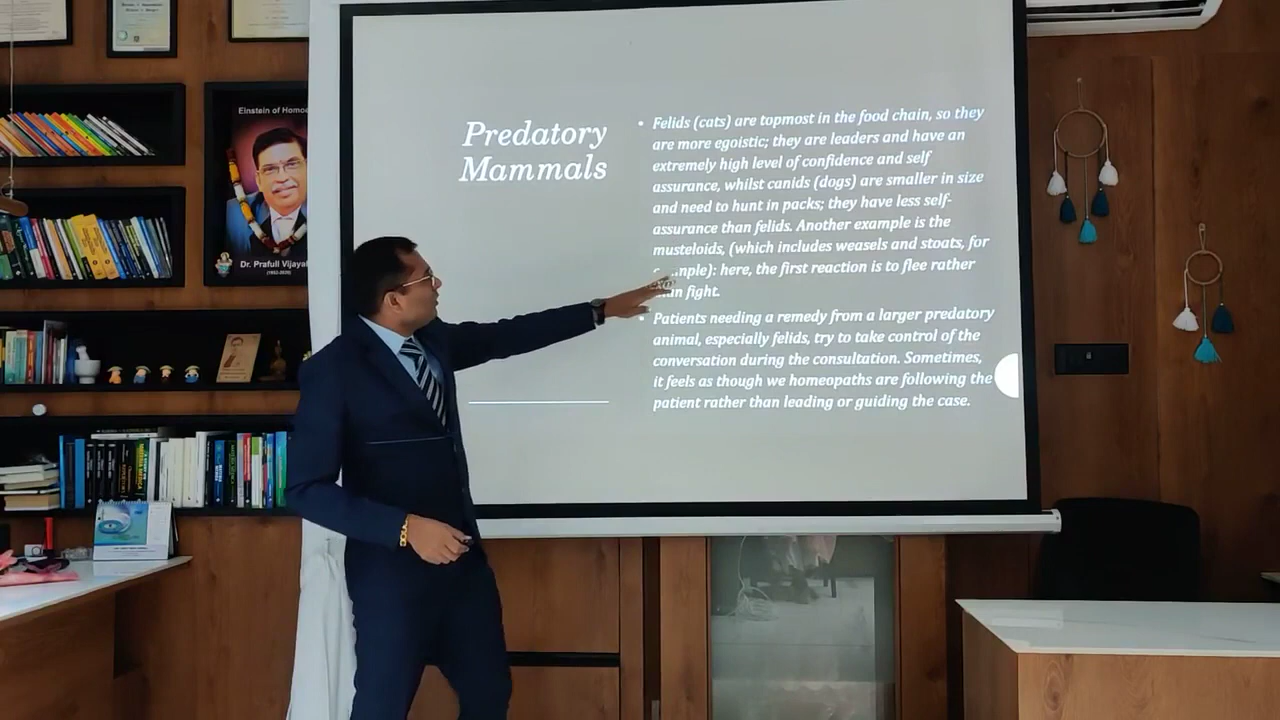 Einstein of Homoe
Dr. Prafull Vijayal
Predatory
Mammals
• Felids (cats) are topmost in the food chain, so they
are more egoistic; they are leaders and have an
extremely high level of confidence and self
assurance, whilst canids (dogs) are smaller in size
and need to hunt in packs; they have less self-
assurance than felids. Another example is the
musteloids, (which includes weasels and stoats, for
here, the first reaction is to flee rather
fight.
• Patients needing a remedy from a larger predatory
animal, especially felids, try to take control of the
conversation during the consultation. Sometimes,
it feels as though we homeopaths are following the
patient rather than leading or guiding the case.